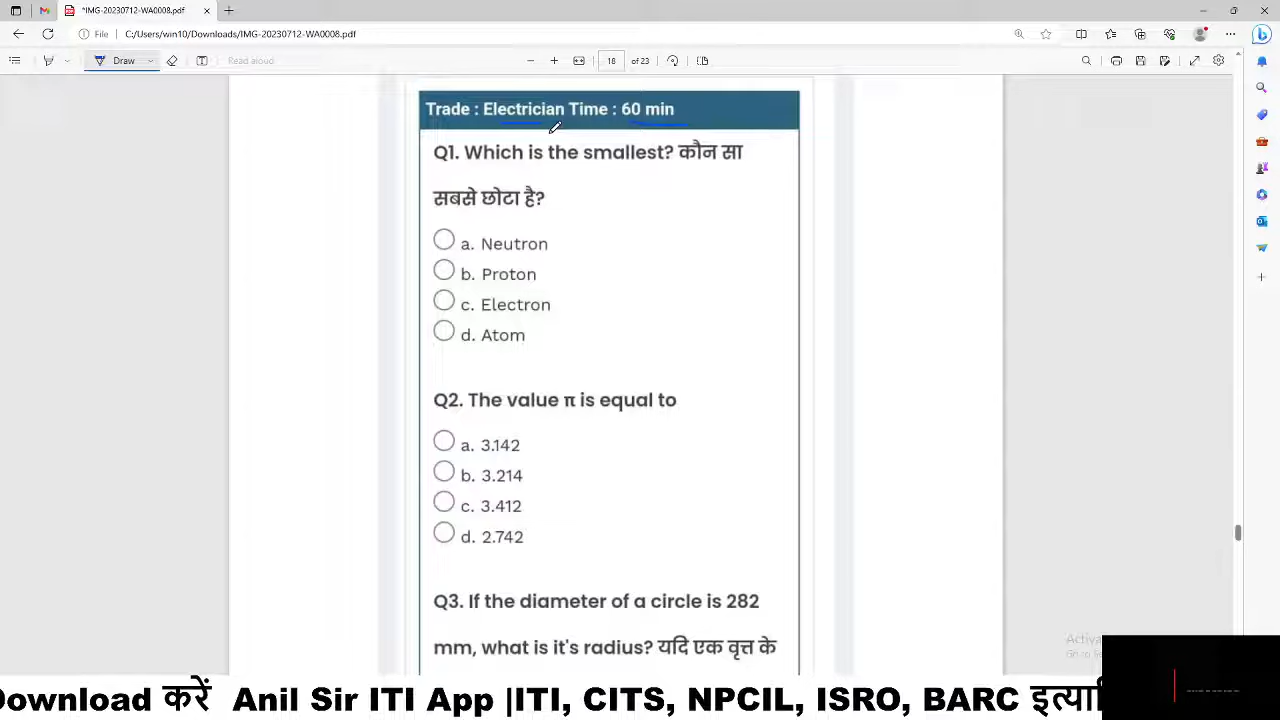 *IMG-20230712-WA0008.pdf
File C:/Users/win10/Downloads/IMG-20230712-WA0008.pdf
Draw Read aloud 18 of 23
Trade : Electrician Time : 60 min
Q1. Which is the smallest? कौन सा
सबसे छोटा है?
a. Neutron
b. Proton
c. Electron
d. Atom
Q2. The value π is equal to
a. 3.142
b. 3.214
c. 3.412
d. 2.742
Q3. If the diameter of a circle is 282
mm, what is it's radius? यदि एक वृत्त के
Activa
Download करें Anil Sir ITI App |ITI, CITS, NPCIL, ISRO, BARC